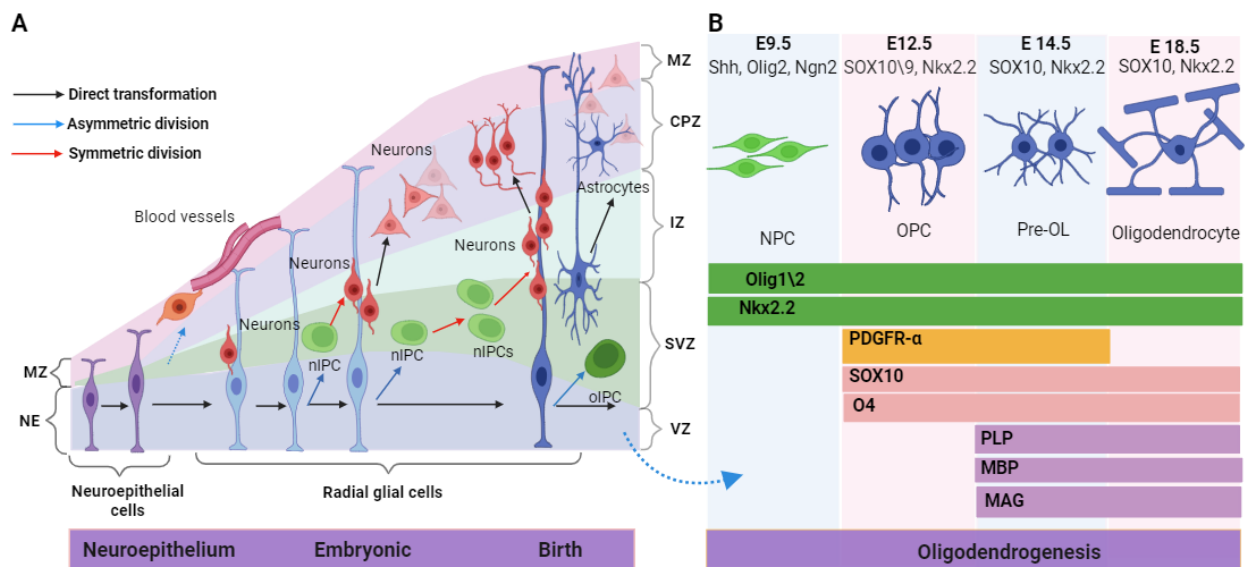 A
Direct transformation
Asymmetric division
Symmetric division
Blood vessels
Neurons
Neurons
Neurons
Neurons
Astrocytes
nIPC
nIPC
nIPCs
oIPC
MZ
NE
MZ
CPZ
IZ
SVZ
VZ
Neuroepithelial
cells
Radial glial cells
Neuroepithelium
Embryonic
Birth
B
E9.5
Shh, Olig2, Ngn2
NPC
E12.5
SOX10\9, Nkx2.2
OPC
E 14.5
SOX10, Nkx2.2
Pre-OL
E 18.5
SOX10, Nkx2.2
Oligodendrocyte
Olig1\2
Nkx2.2
PDGFR-α
SOX10
O4
PLP
MBP
MAG
Oligodendrogenesis